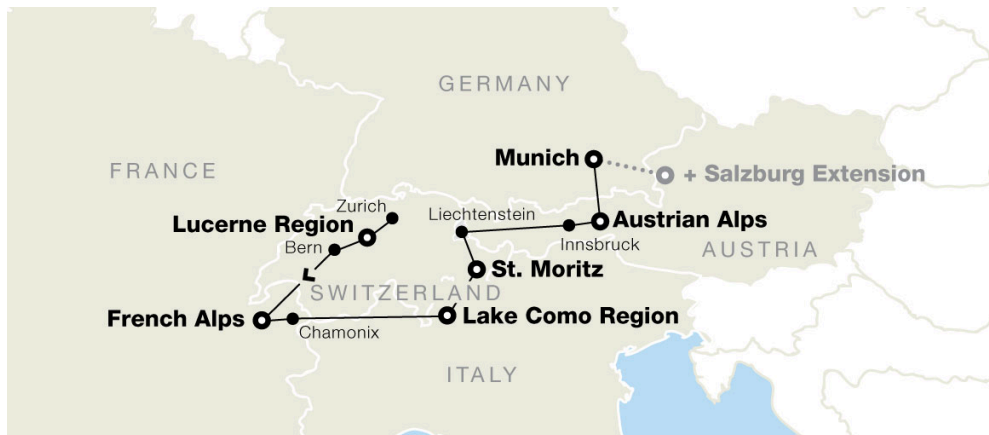 GERMANY
FRANCE
Munich
+ Salzburg Extension
Zurich
Liechtenstein
Lucerne Region
Austrian Alps
Bern
Innsbruck
AUSTRIA
St. Moritz
SWITZERLAND
French Alps
Lake Como Region
Chamonix
ITALY